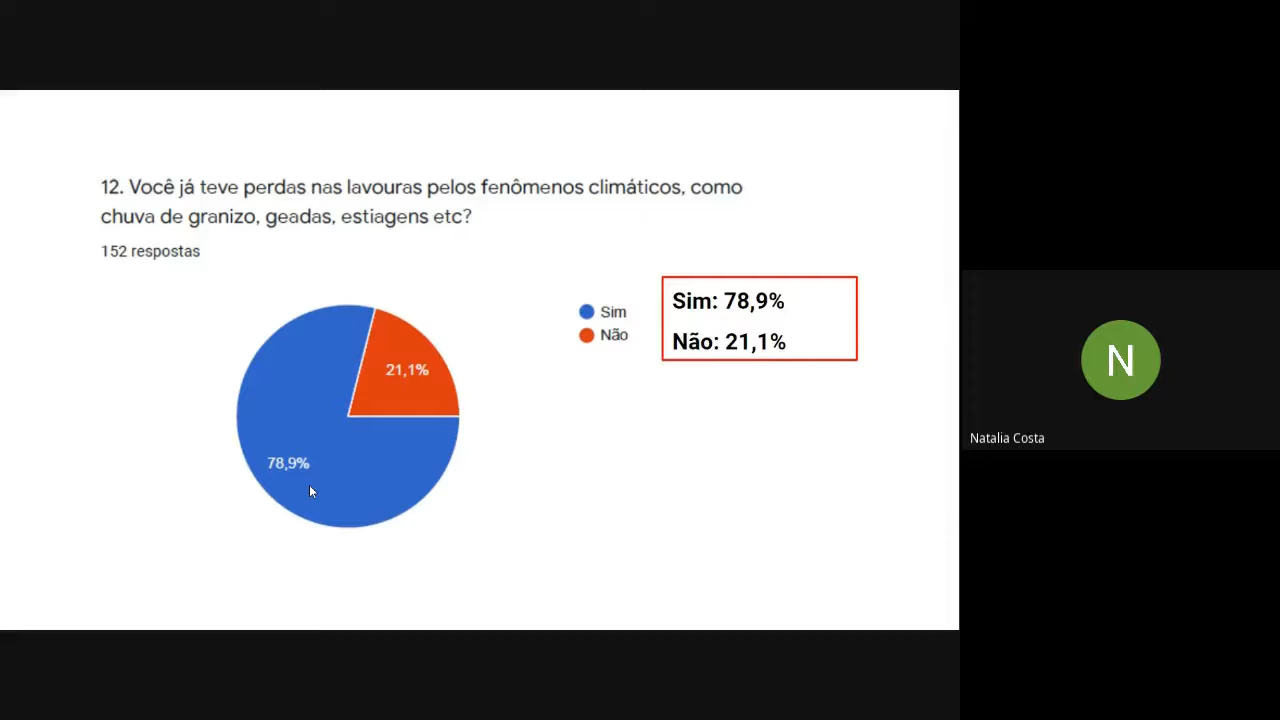 12. Você já teve perdas nas lavouras pelos fenômenos climáticos, como
chuva de granizo, geadas, estiagens etc?
152 respostas
Sim
Não
Sim: 78,9%
Não: 21,1%
21,1%
78,9%
N
Natalia Costa